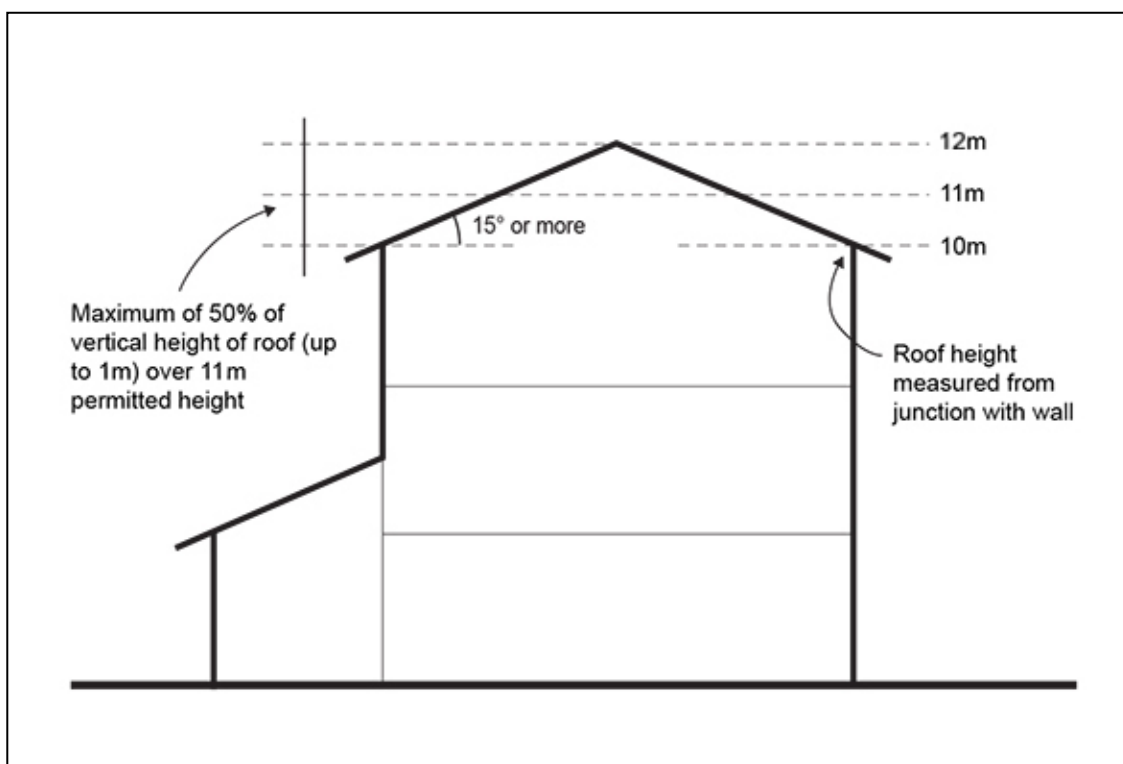 12m
11m
15° or more
10m
Maximum of 50% of
vertical height of roof (up
to 1m) over 11m
permitted height
Roof height
measured from
junction with wall